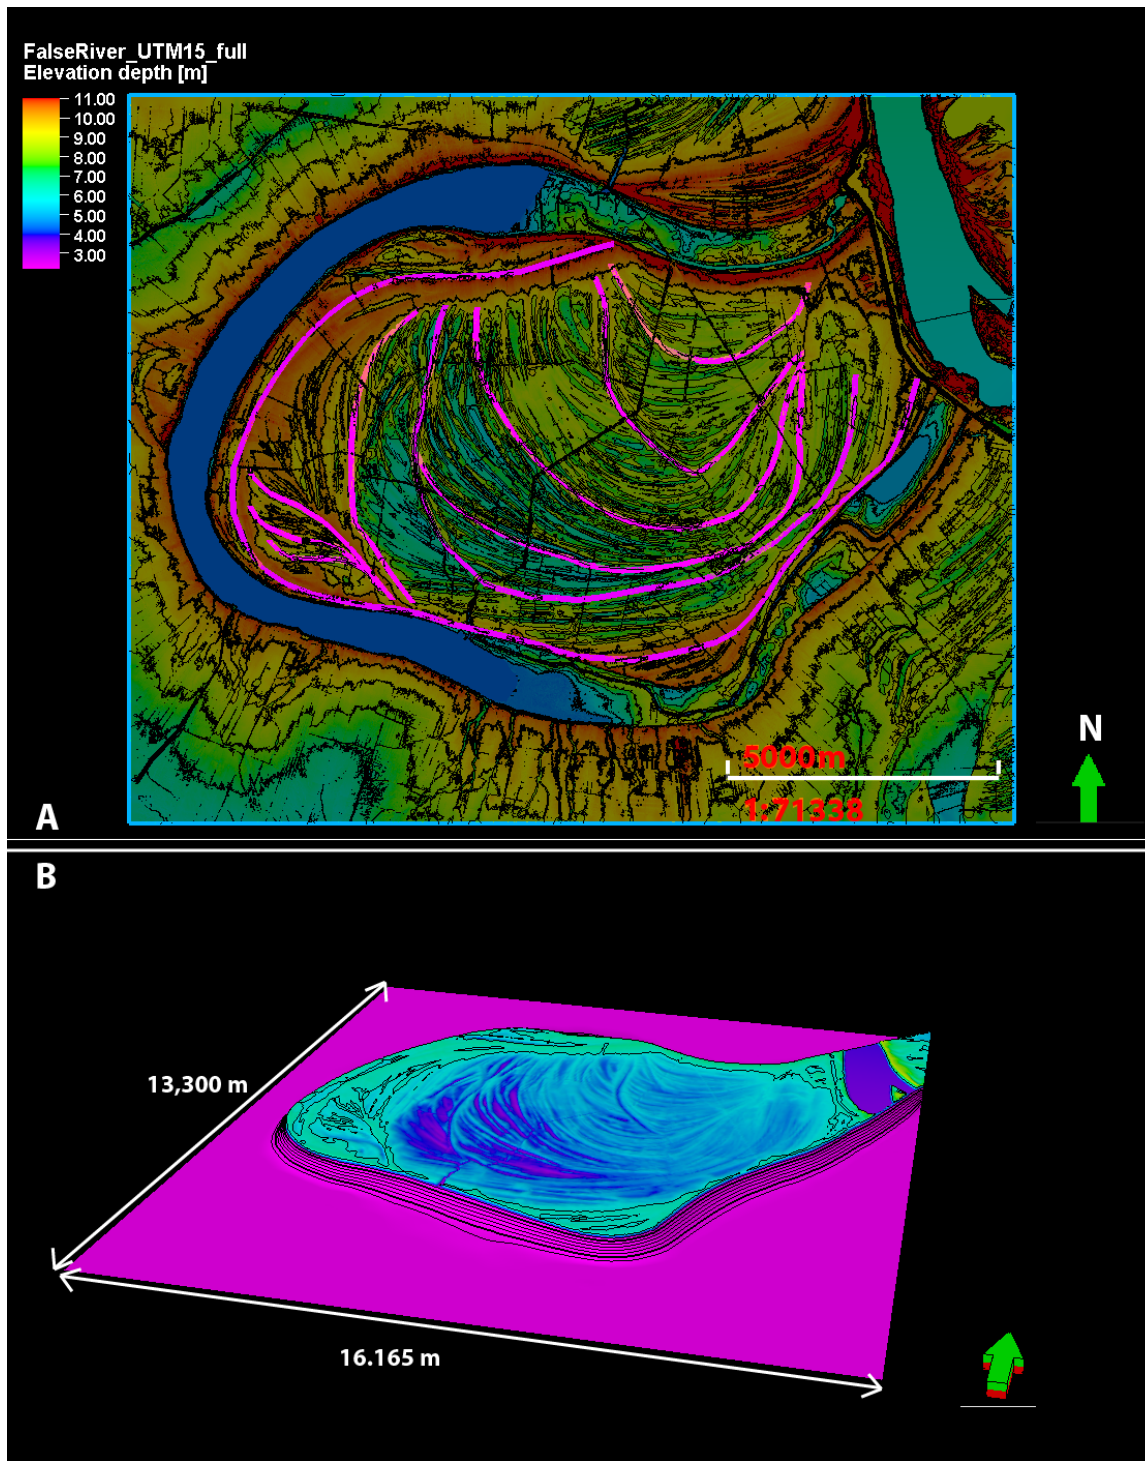 FalseRiver_UTM15_full
Elevation depth [m]
11.00
10.00
9.00
8.00
7.00
6.00
5.00
4.00
3.00
N
5000m
1:71338
A
B
13,300 m
16.165 m